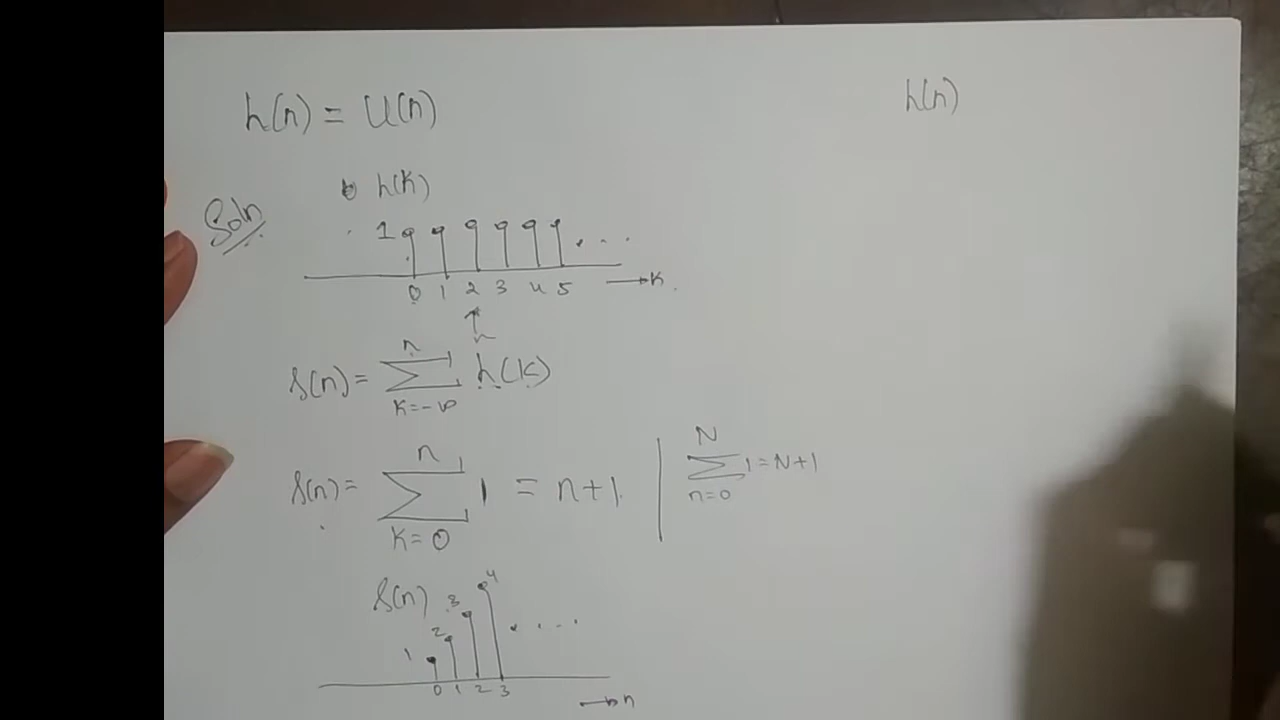 h(n) = U(n)
h(n)
Soln
h(k)
1 ...
0 1 2 3 4 5 → k
↑
n
s(n) = Σ_{k=-∞}^{n} h(k)
s(n) = Σ_{k=0}^{n} 1 = n+1 | Σ_{n=0}^{N} 1 = N+1
s(n)
1 2 3 4 ....
0 1 2 3
→ n